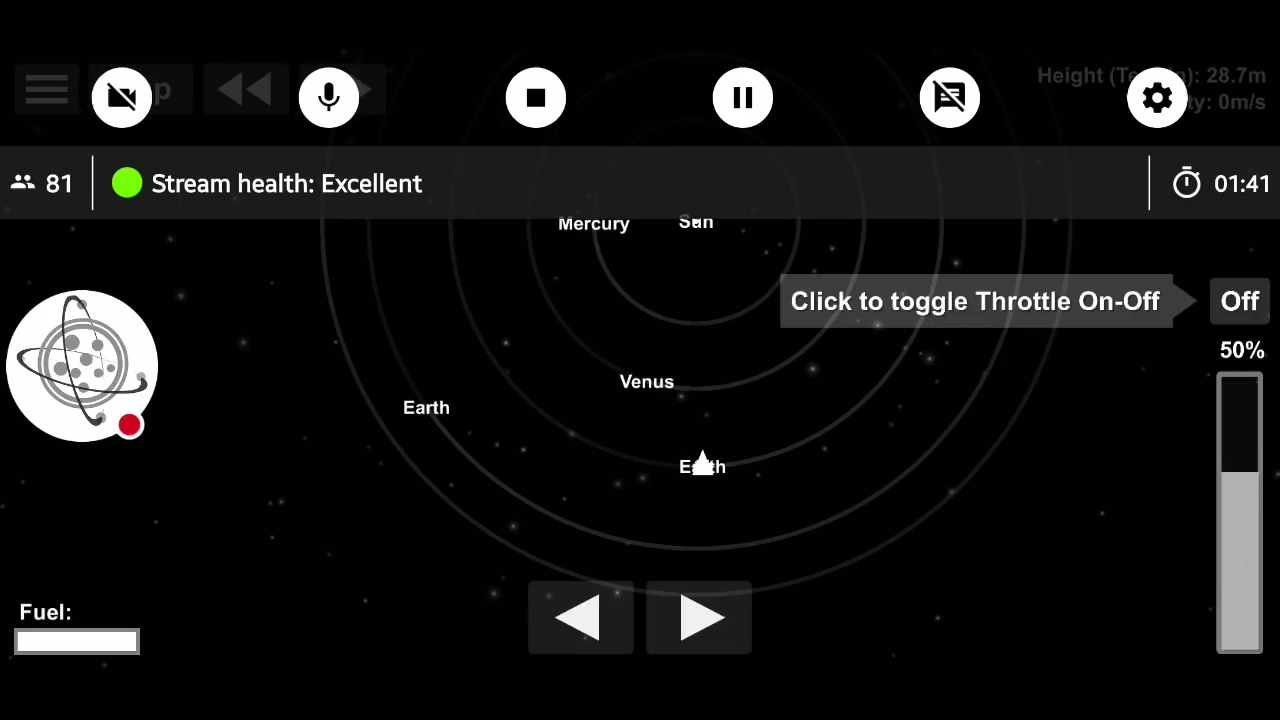 28.7m
0m/s
81
Stream health: Excellent
01:41
Mercury
Sun
Click to toggle Throttle On-Off
Off
50%
Venus
Earth
Earth
Fuel: